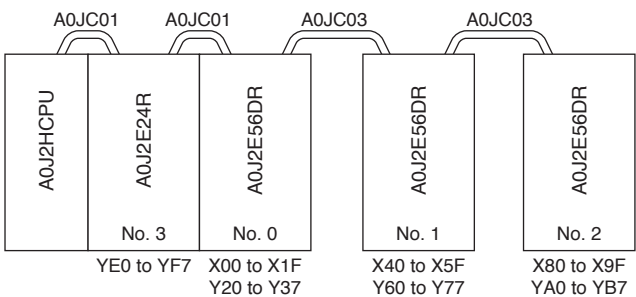 A0JC01 A0JC01 A0JC03 A0JC03
A0J2HCPU
A0J2E24R
A0J2E56DR
A0J2E56DR
A0J2E56DR
No. 3 No. 0 No. 1 No. 2
YE0 to YF7 X00 to X1F X40 to X5F X80 to X9F
Y20 to Y37 Y60 to Y77 YA0 to YB7